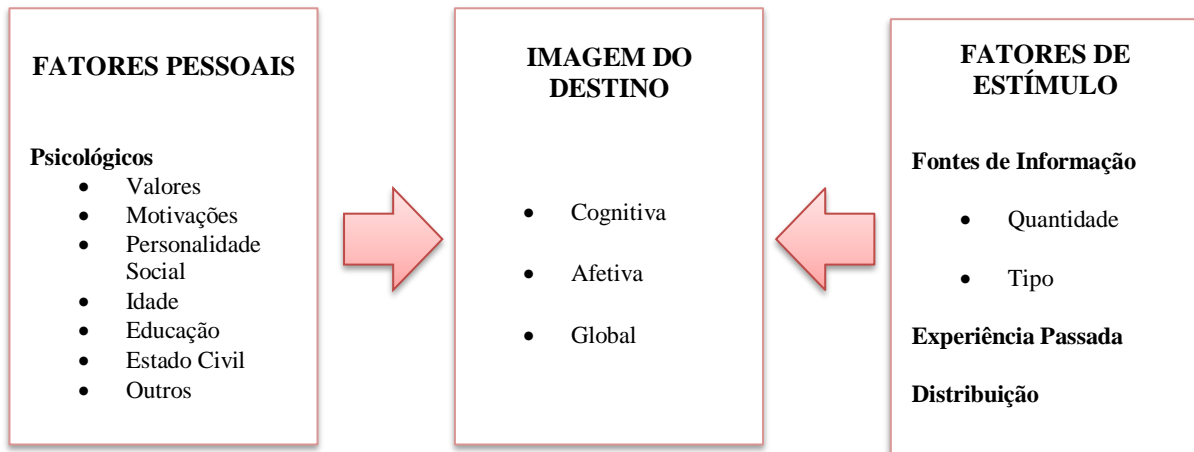 FATORES PESSOAIS
Psicológicos
• Valores
• Motivações
• Personalidade
Social
• Idade
• Educação
• Estado Civil
• Outros
IMAGEM DO
DESTINO
• Cognitiva
• Afetiva
• Global
FATORES DE
ESTÍMULO
Fontes de Informação
• Quantidade
• Tipo
Experiência Passada
Distribuição